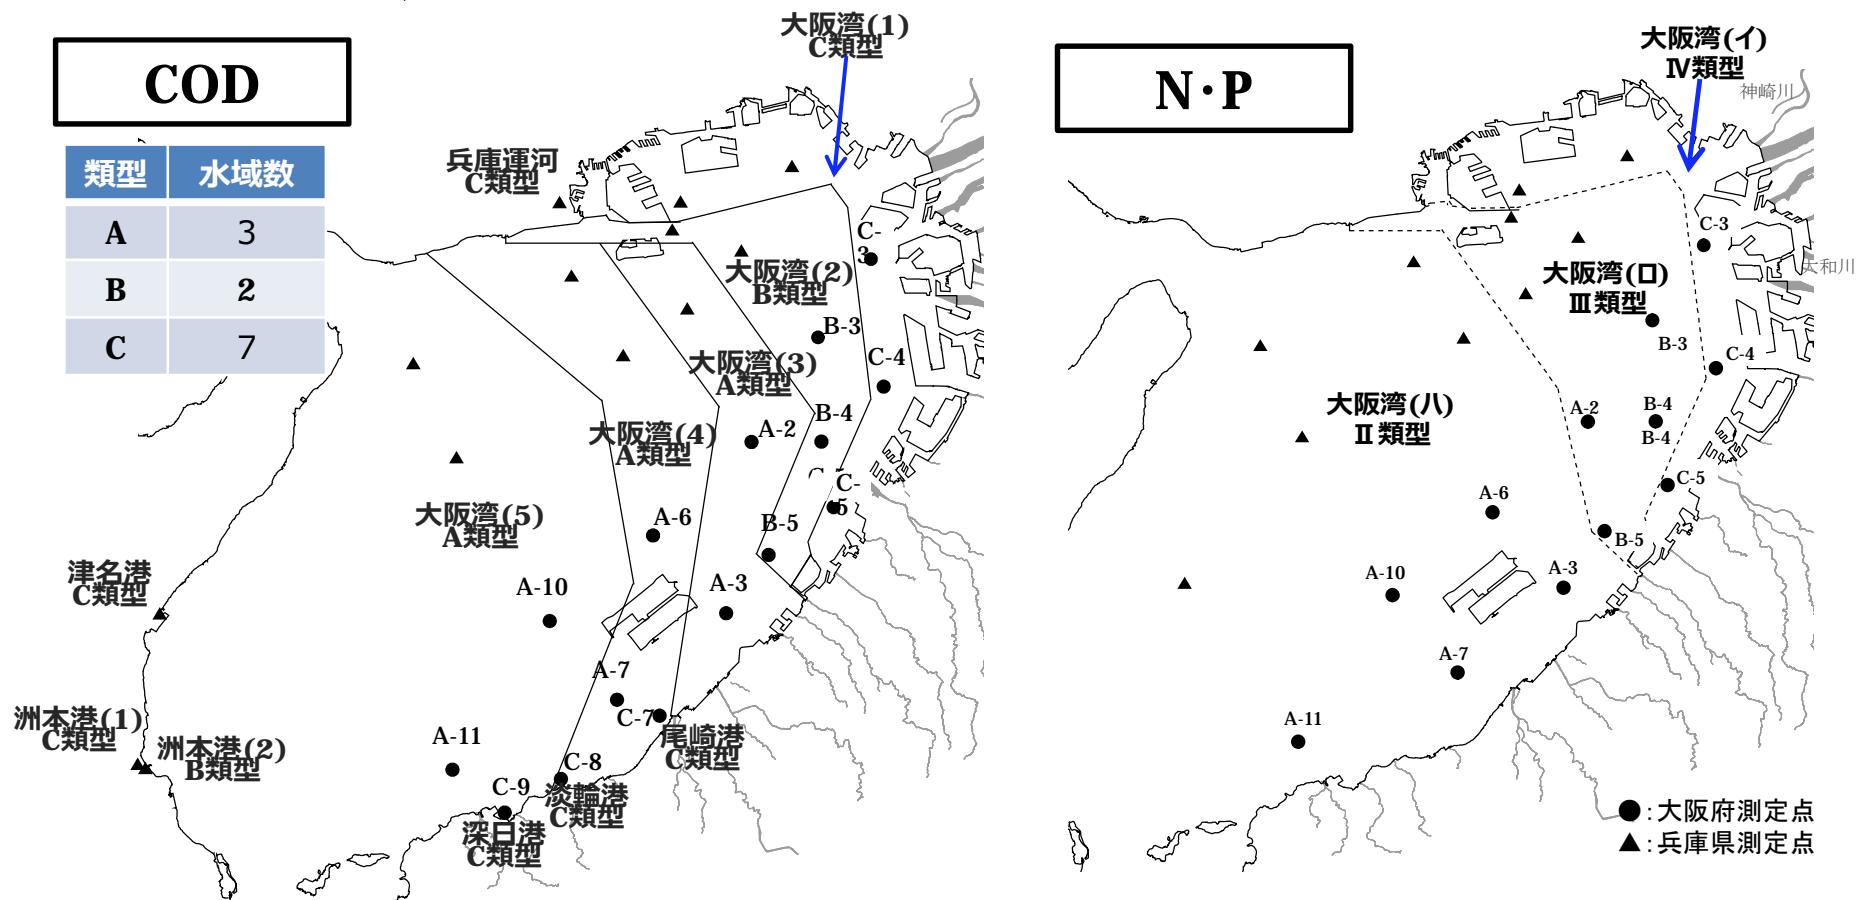 COD
類型 水域数
A 3
B 2
C 7
大阪湾(1)
C類型
兵庫運河
C類型
C-
3
大阪湾(2)
B類型
B-3
大阪湾(3)
A類型
C-4
B-4
A-2
大阪湾(4)
A類型
C-
5
大阪湾(5)
A類型
A-6
B-5
津名港
C類型
A-10
A-3
A-7
C-7
洲本港(1)
C類型
洲本港(2)
B類型
尾崎港
C類型
A-11
C-8
淡輪港
C類型
C-9
深日港
C類型
N・P
大阪湾(イ)
Ⅳ類型
神崎川
C-3
大和川
大阪湾(ロ)
Ⅲ類型
B-3
C-4
大阪湾(ハ)
Ⅱ類型
A-2
B-4
B-4
C-5
A-6
B-5
A-10
A-3
A-7
A-11
●：大阪府測定点
▲：兵庫県測定点